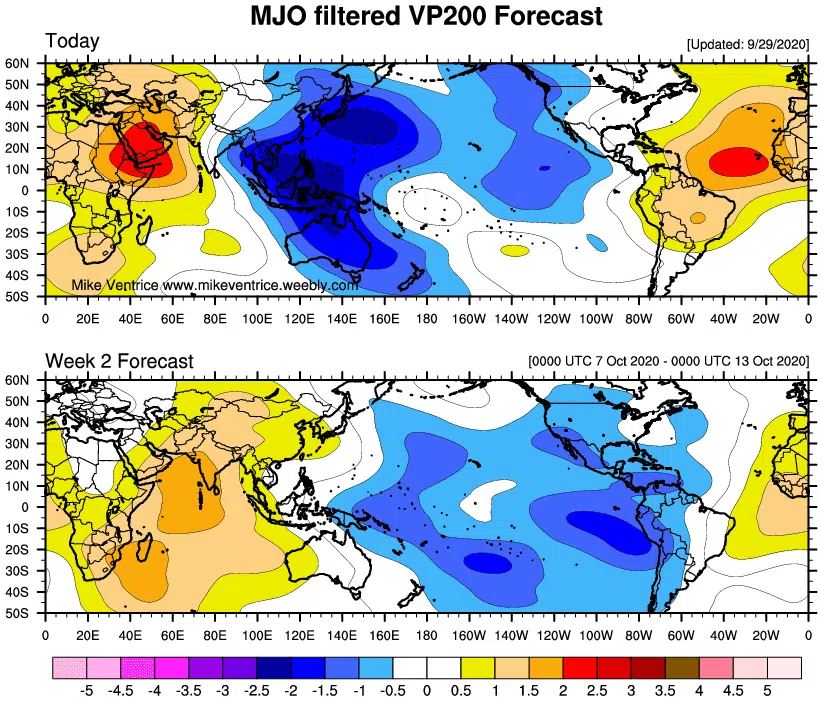 MJO filtered VP200 Forecast
Today
[Updated: 9/29/2020]
60N
50N
40N
30N
20N
10N
0
10S
20S
30S
40S
50S
Mike Ventrice www.mikeventrice.weebly.com
0 20E 40E 60E 80E 100E 120E 140E 160E 180 160W 140W 120W 100W 80W 60W 40W 20W 0
Week 2 Forecast
[0000 UTC 7 Oct 2020 - 0000 UTC 13 Oct 2020]
60N
50N
40N
30N
20N
10N
0
10S
20S
30S
40S
50S
0 20E 40E 60E 80E 100E 120E 140E 160E 180 160W 140W 120W 100W 80W 60W 40W 20W 0
-5 -4.5 -4 -3.5 -3 -2.5 -2 -1.5 -1 -0.5 0 0.5 1 1.5 2 2.5 3 3.5 4 4.5 5